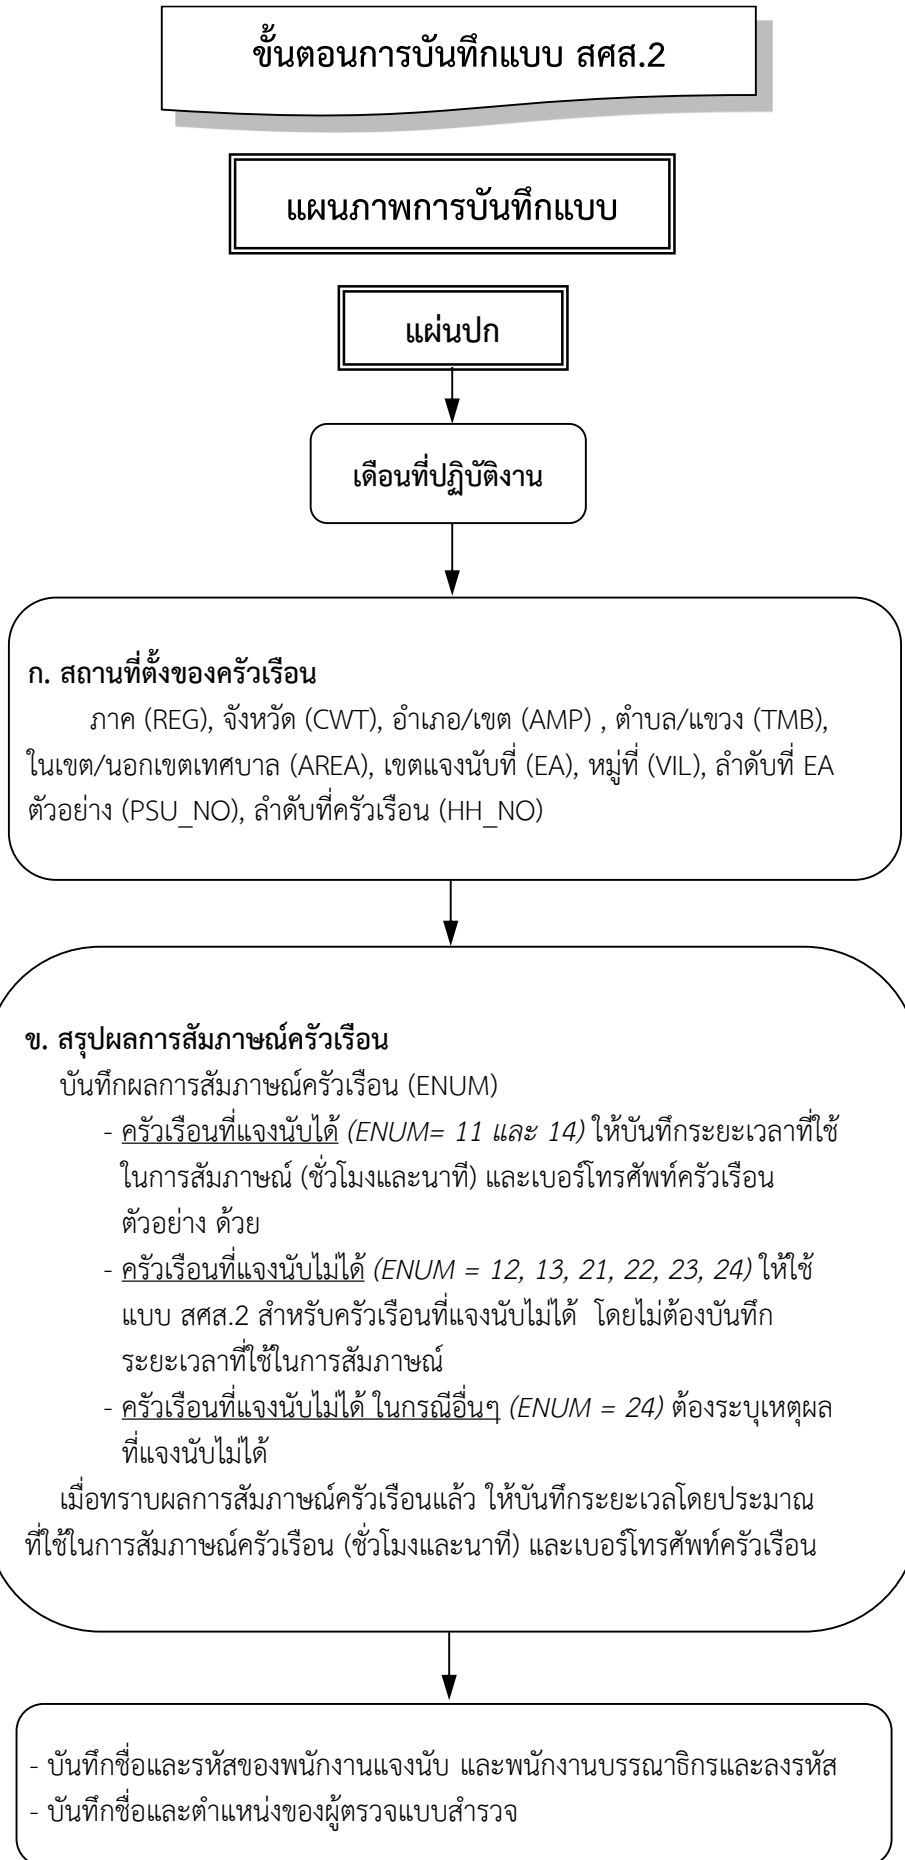 ขั้นตอนการบันทึกแบบ สศส.2
แผนภาพการบันทึกแบบ
แผ่นปก
เดือนที่ปฏิบัติงาน
ก. สถานที่ตั้งของครัวเรือน
ภาค (REG), จังหวัด (CWT), อำเภอ/เขต (AMP) , ตำบล/แขวง (TMB),
ในเขต/นอกเขตเทศบาล (AREA), เขตแจงนับที่ (EA), หมู่ที่ (VIL), ลำดับที่ EA
ตัวอย่าง (PSU_NO), ลำดับที่ครัวเรือน (HH_NO)
ข. สรุปผลการสัมภาษณ์ครัวเรือน
บันทึกผลการสัมภาษณ์ครัวเรือน (ENUM)
- ครัวเรือนที่แจงนับได้ (ENUM= 11 และ 14) ให้บันทึกระยะเวลาที่ใช้
ในการสัมภาษณ์ (ชั่วโมงและนาที) และเบอร์โทรศัพท์ครัวเรือน
ตัวอย่าง ด้วย
- ครัวเรือนที่แจงนับไม่ได้ (ENUM = 12, 13, 21, 22, 23, 24) ให้ใช้
แบบ สศส.2 สำหรับครัวเรือนที่แจงนับไม่ได้ โดยไม่ต้องบันทึก
ระยะเวลาที่ใช้ในการสัมภาษณ์
- ครัวเรือนที่แจงนับไม่ได้ ในกรณีอื่นๆ (ENUM = 24) ต้องระบุเหตุผล
ที่แจงนับไม่ได้
เมื่อทราบผลการสัมภาษณ์ครัวเรือนแล้ว ให้บันทึกระยะเวลโดยประมาณ
ที่ใช้ในการสัมภาษณ์ครัวเรือน (ชั่วโมงและนาที) และเบอร์โทรศัพท์ครัวเรือน
- บันทึกชื่อและรหัสของพนักงานแจงนับ และพนักงานบรรณาธิกรและลงรหัส
- บันทึกชื่อและตำแหน่งของผู้ตรวจแบบสำรวจ